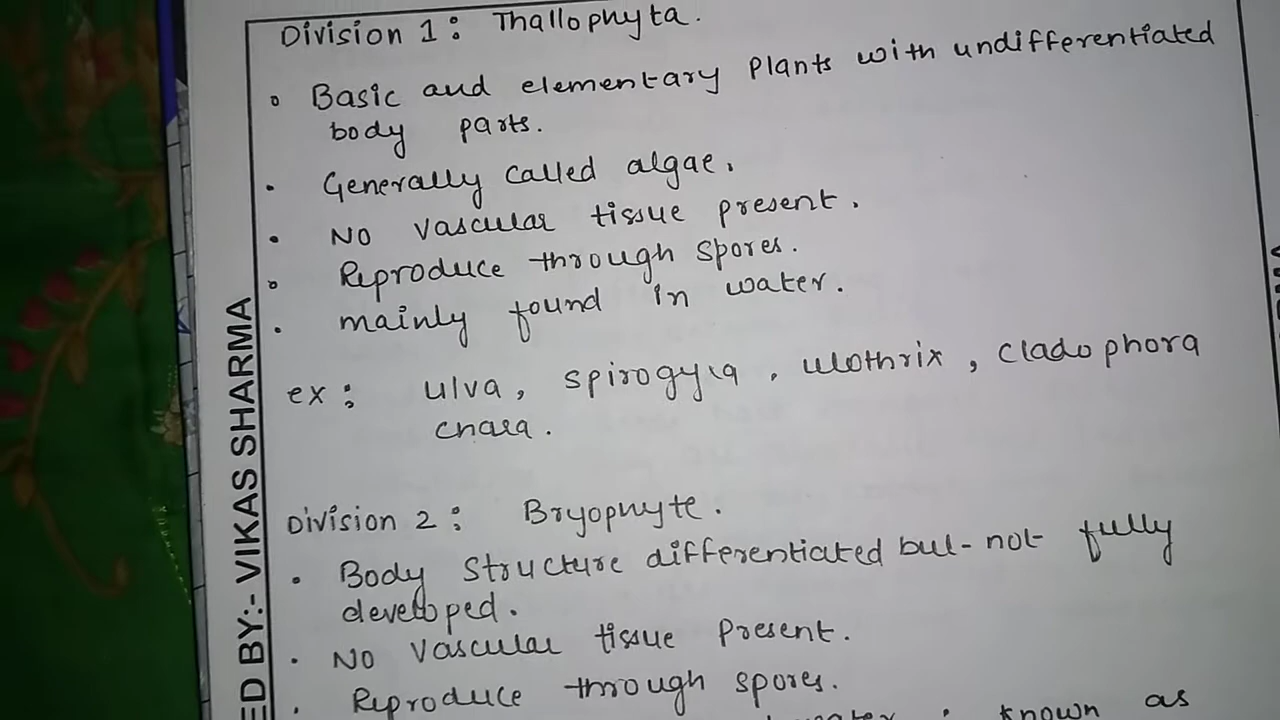 Division 1: Thallophyta.
Basic and elementary plants with undifferentiated
body parts.
Generally called algae.
No vascular tissue present.
Reproduce through spores.
mainly found in water.
ex: ulva, spirogyra, ulothrix, cladophora
chara.
Division 2: Bryophyte.
Body structure differentiated but not fully
developed.
No vascular tissue present.
Reproduce through spores.
known as
ED BY:- VIKAS SHARMA